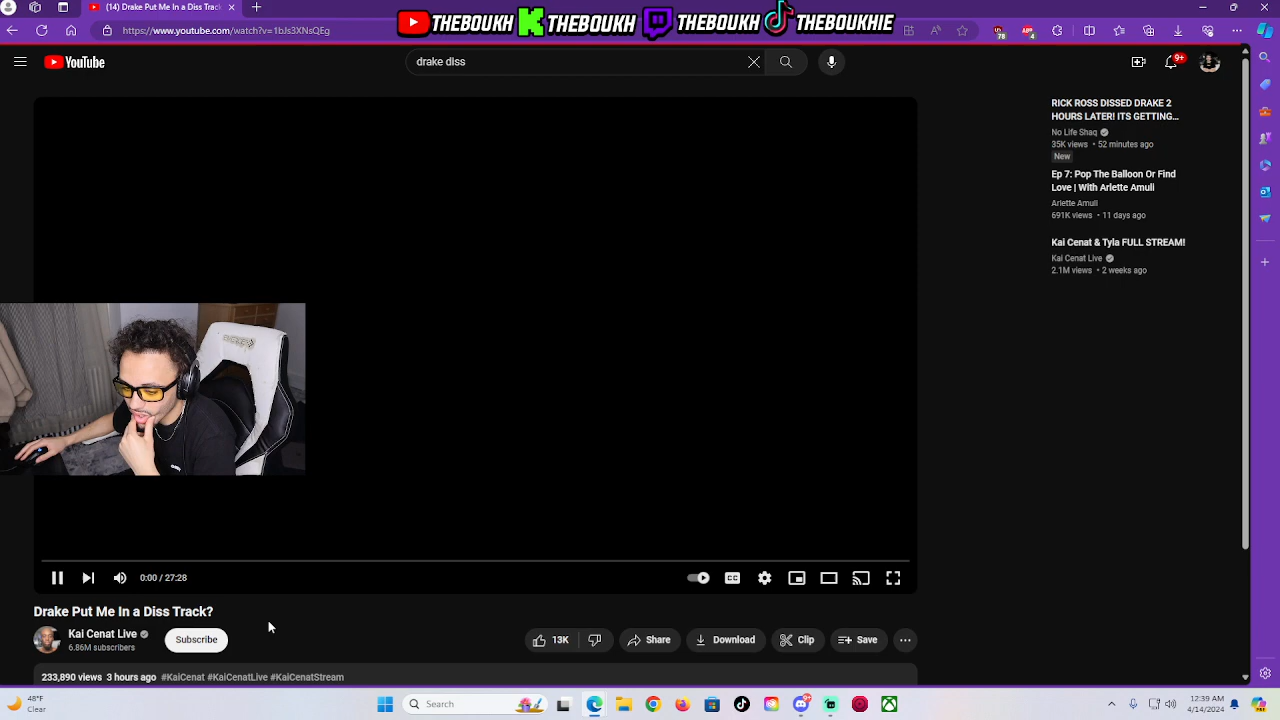 THEBOUKH THEBOUKH THEBOUKH THEBOUKHIE
(14) Drake Put Me In a Diss Track
https://www.youtube.com/watch?v=1bJs3XNsQEg
78
4
YouTube
drake diss
9+
RICK ROSS DISSED DRAKE 2
HOURS LATER! ITS GETTING...
No Life Shaq
35K views • 52 minutes ago
New
Ep 7: Pop The Balloon Or Find
Love | With Arlette Amuli
Arlette Amuli
691K views • 11 days ago
Kai Cenat & Tyla FULL STREAM!
Kai Cenat Live
2.1M views • 2 weeks ago
0:00 / 27:28
CC
Drake Put Me In a Diss Track?
Kai Cenat Live
6.86M subscribers
Subscribe
13K
Share
Download
Clip
Save
233,890 views 3 hours ago #KaiCenat #KaiCenatLive #KaiCenatStream
48°F
Clear
Search
9+
12:39 AM
4/14/2024